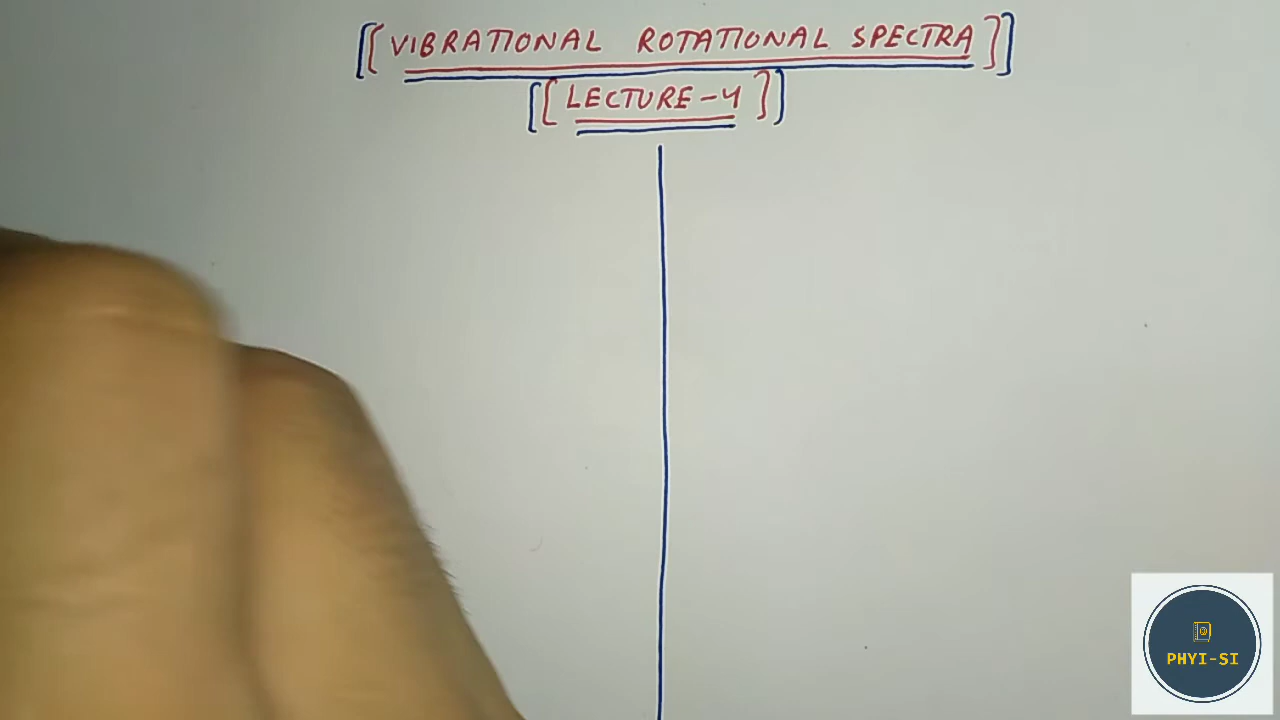 [[ VIBRATIONAL ROTATIONAL SPECTRA ]]
[[ LECTURE-4 ]]
PHYI-SI